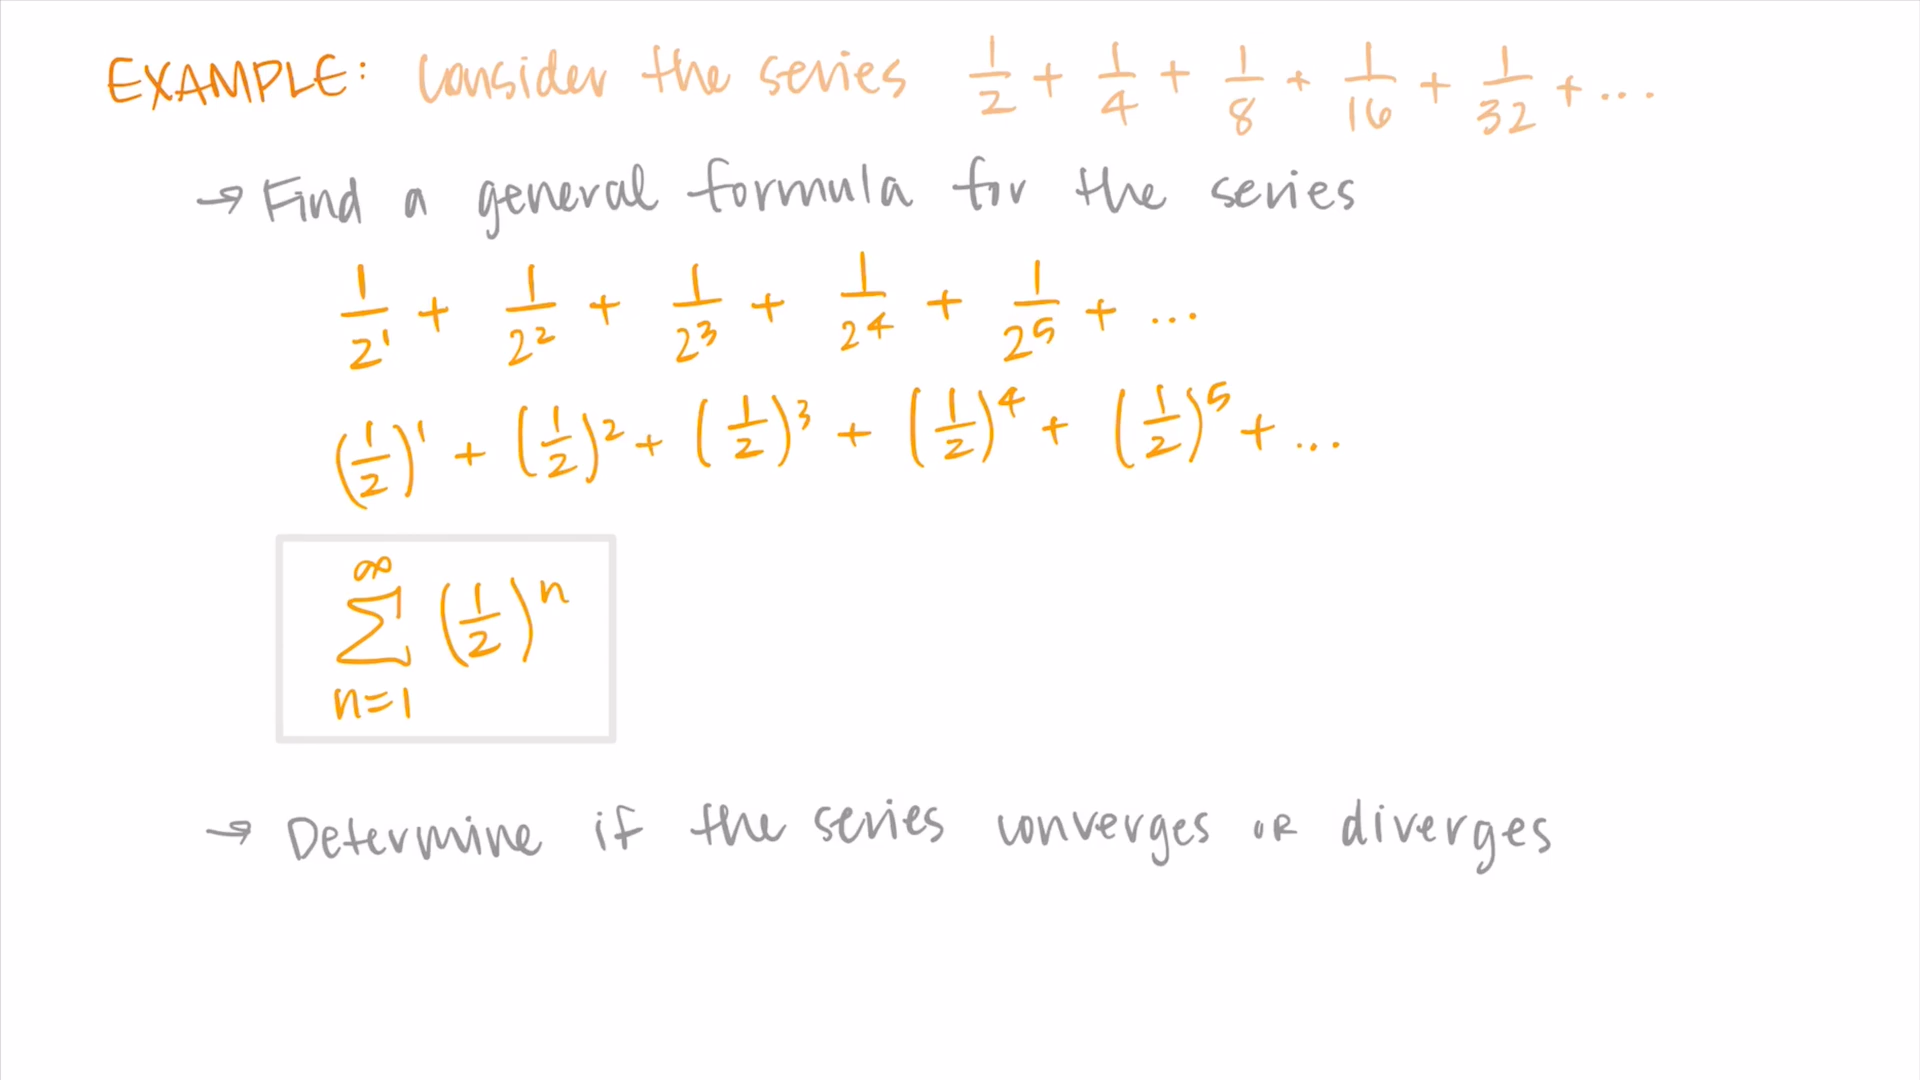 EXAMPLE: Consider the series 1/2 + 1/4 + 1/8 + 1/16 + 1/32 + ...
→ Find a general formula for the series
1/2¹ + 1/2² + 1/2³ + 1/2⁴ + 1/2⁵ + ...
(1/2)¹ + (1/2)² + (1/2)³ + (1/2)⁴ + (1/2)⁵ + ...
∞
∑ (1/2)ⁿ
n=1
→ Determine if the series converges OR diverges